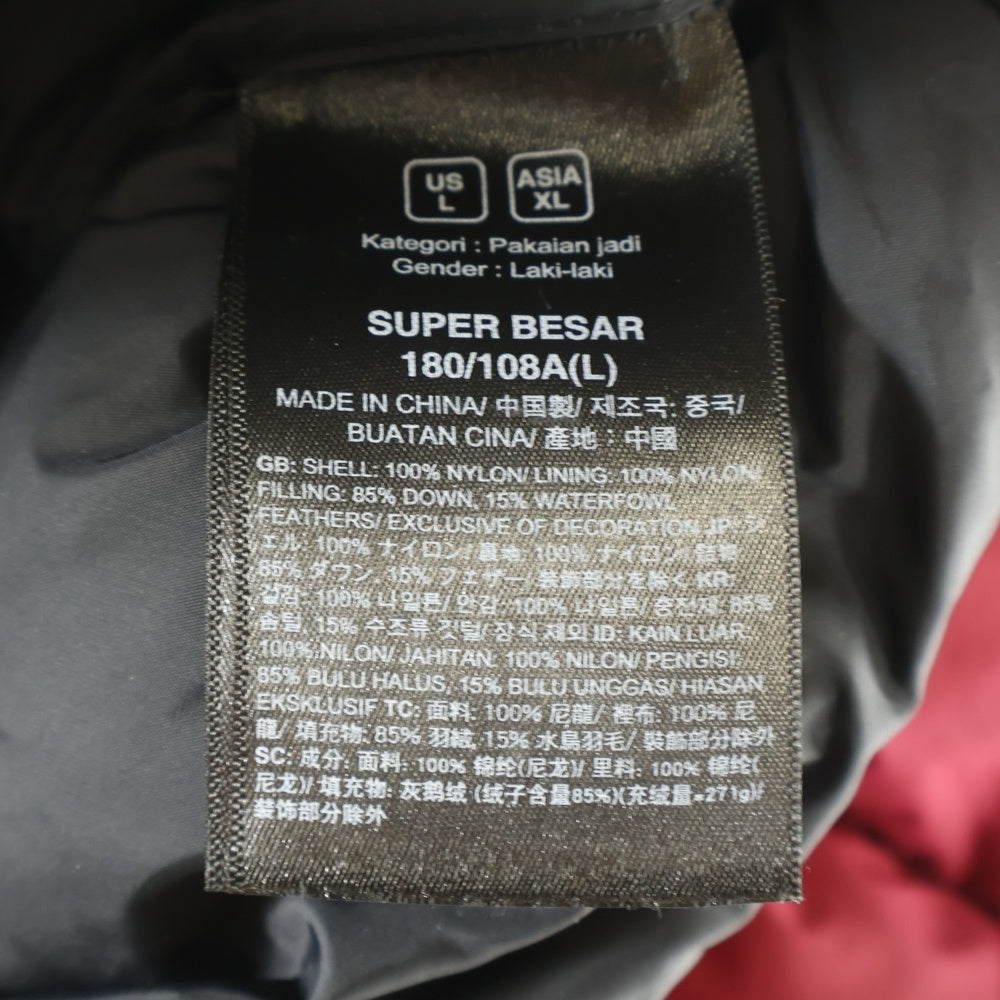 US
L
ASIA
XL
Kategori : Pakaian jadi
Gender : Laki-laki
SUPER BESAR
180/108A(L)
MADE IN CHINA/ 中国製/ 제조국: 중국/
BUATAN CINA/ 產地：中國
GB: SHELL: 100% NYLON/ LINING: 100% NYLON/
FILLING: 85% DOWN, 15% WATERFOWL
FEATHERS/ EXCLUSIVE OF DECORATION JP: シ
ェル: 100% ナイロン/ 裏地: 100% ナイロン/ 詰物:
85% ダウン, 15% フェザー/ 装飾部分を除く KR:
겉감: 100% 나일론/ 안감: 100% 나일론/ 충전재: 85%
솜털, 15% 수조류 깃털/ 장식 제외 ID: KAIN LUAR:
100% NILON/ JAHITAN: 100% NILON/ PENGISI:
85% BULU HALUS, 15% BULU UNGGAS/ HIASAN
EKSKLUSIF TC: 面料: 100% 尼龍/ 裡布: 100% 尼
龍/ 填充物: 85% 羽絨, 15% 水鳥羽毛/ 裝飾部分除外
SC: 成分: 面料: 100% 锦纶(尼龙)/ 里料: 100% 锦纶(
尼龙)/ 填充物: 灰鹅绒 (绒子含量85%)(充绒量=271g)/
装饰部分除外